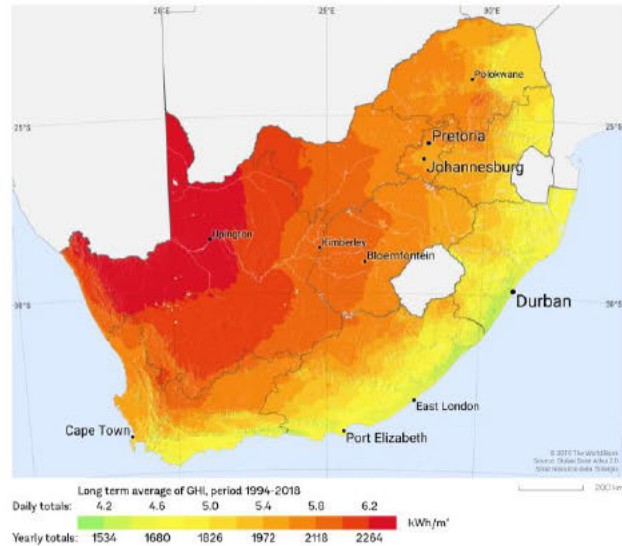 20°E 25°E 30°E
Polokwane
25°S 25°S
Pretoria
Johannesburg
Upington
Kimberley
Bloemfontein
30°S 30°S
Durban
East London
Cape Town
Port Elizabeth
© 2019 The World Bank
Source: Global Solar Atlas 2.0
Solar resource data: Solargis
200 km
Long term average of GHI, period 1994-2018
Daily totals: 4.2 4.6 5.0 5.4 5.8 6.2
kWh/m²
Yearly totals: 1534 1680 1826 1972 2118 2264